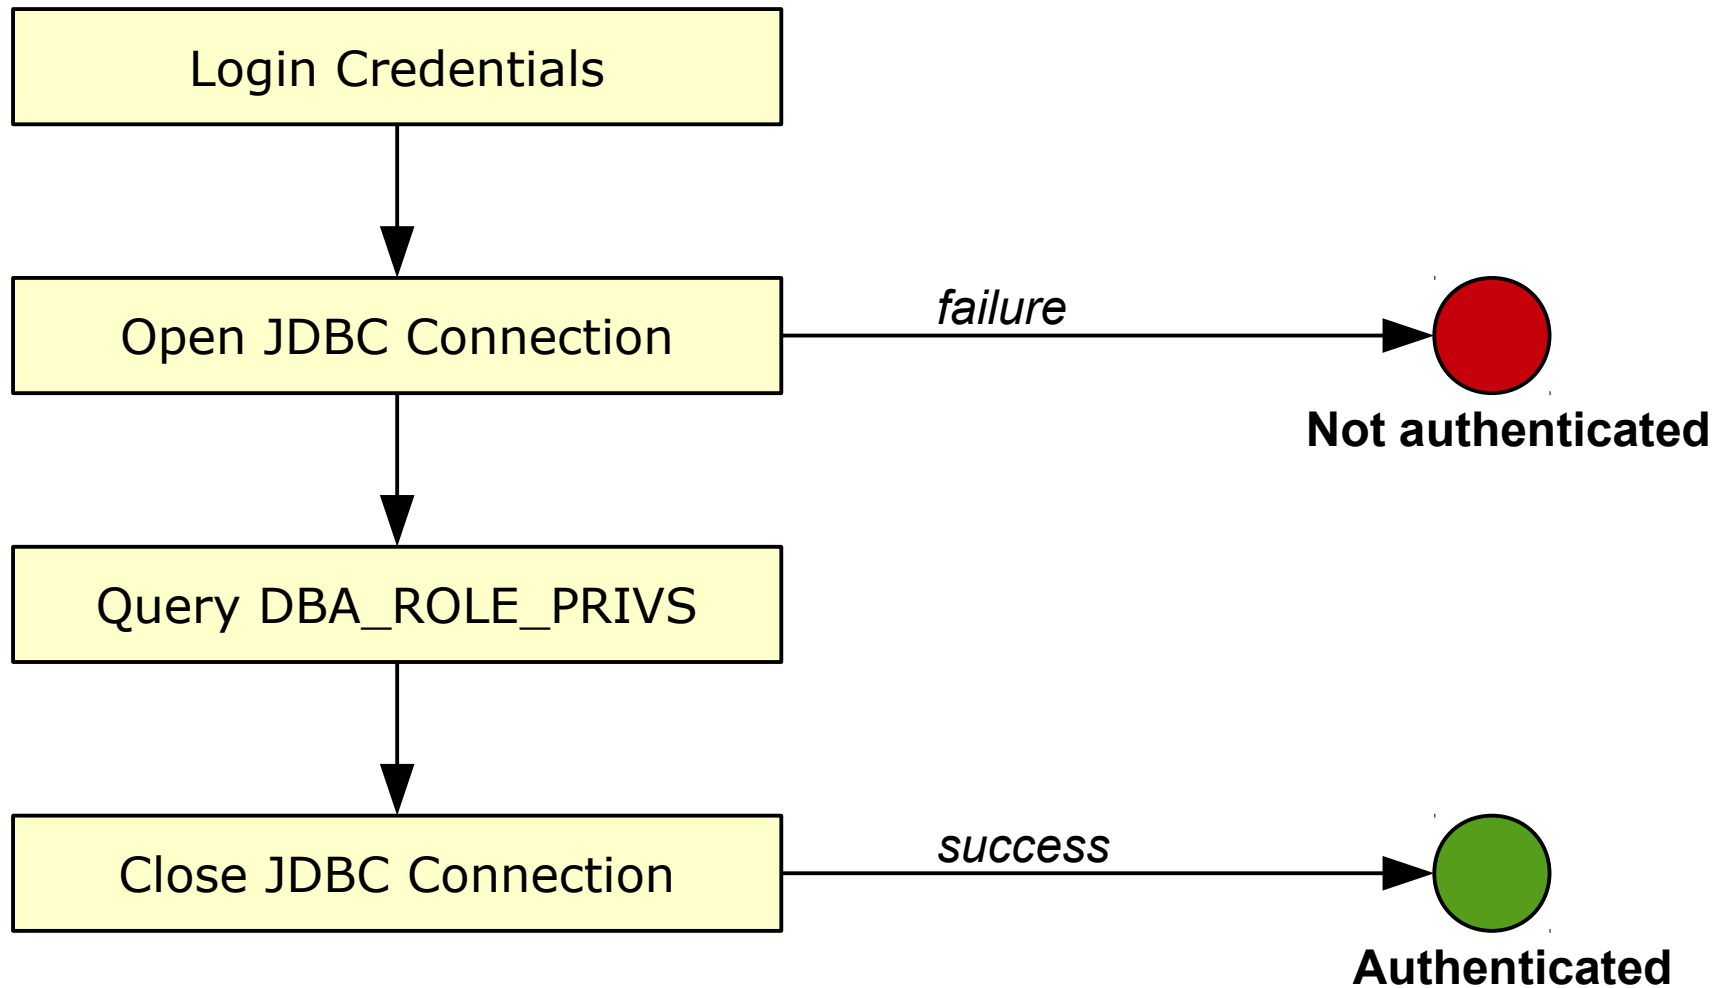 Login Credentials
Open JDBC Connection
failure
Not authenticated
Query DBA_ROLE_PRIVS
Close JDBC Connection
success
Authenticated